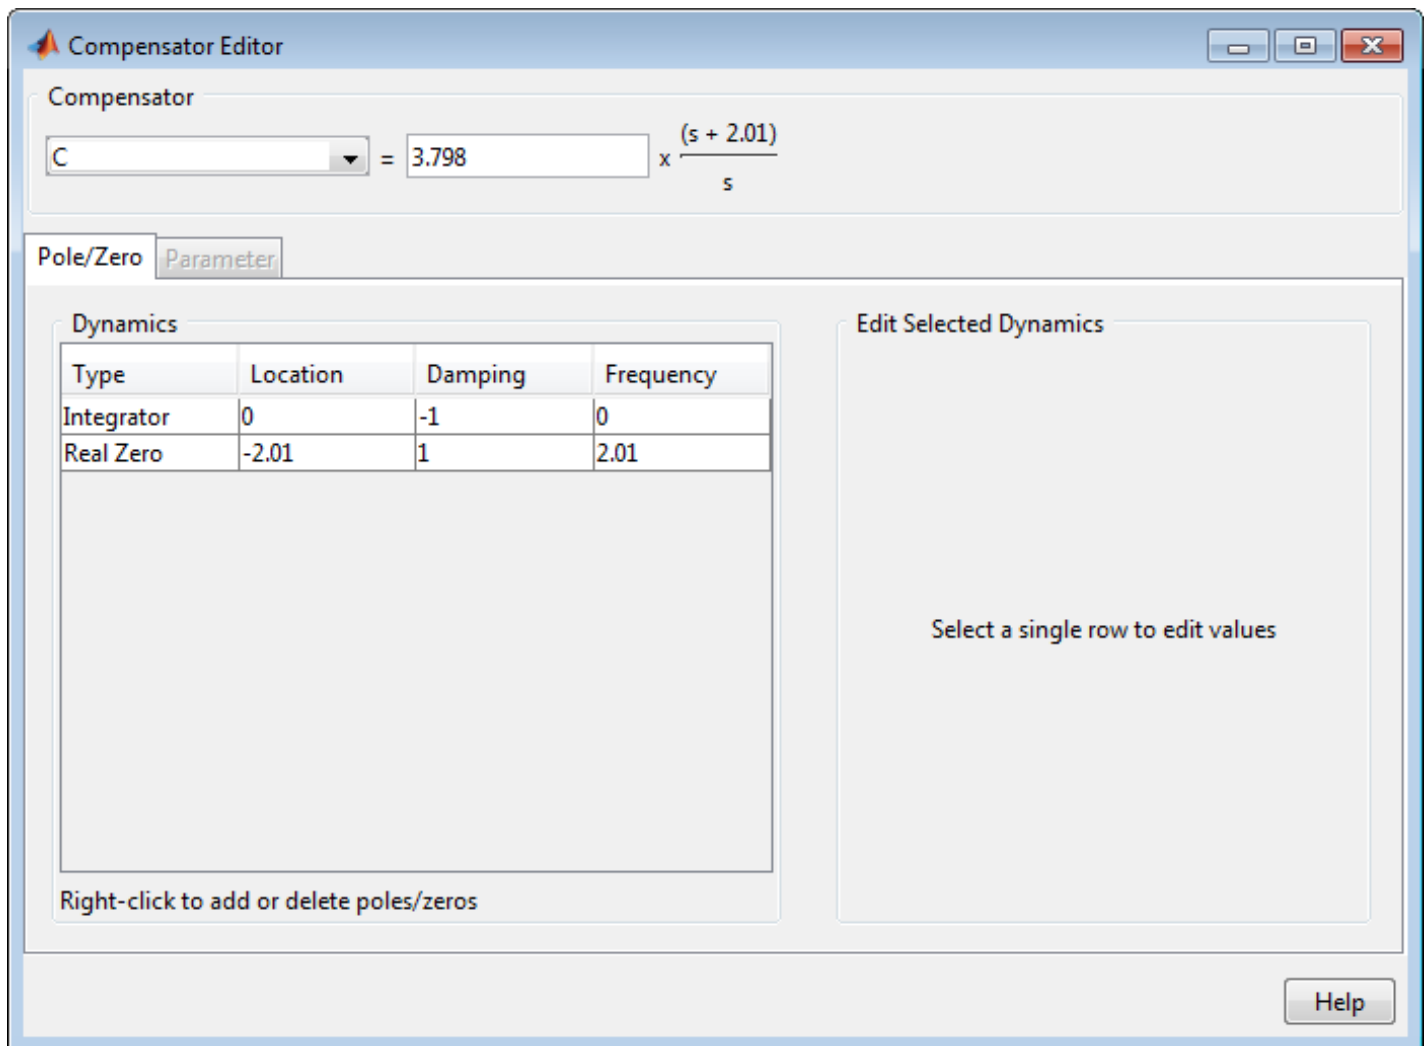 Compensator Editor
Compensator
(s + 2.01)
C = 3.798 x
s
Pole/Zero Parameter
Dynamics Edit Selected Dynamics
Type Location Damping Frequency
Integrator 0 -1 0
Real Zero -2.01 1 2.01
Select a single row to edit values
Right-click to add or delete poles/zeros
Help